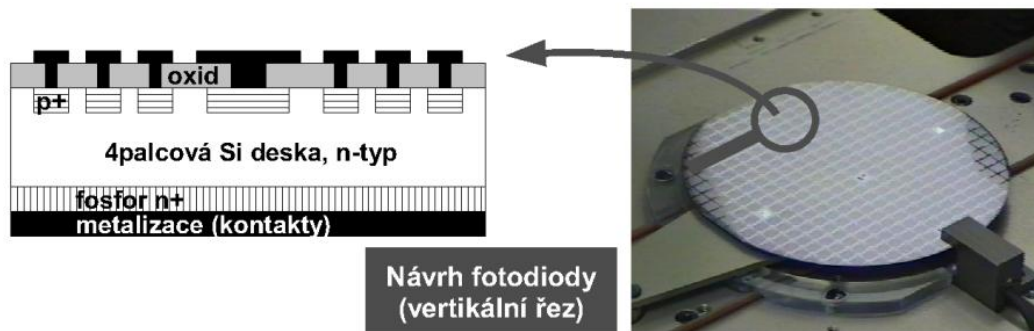 oxid
p+
4palcová Si deska, n-typ
fosfor n+
metalizace (kontakty)
Návrh fotodiody
(vertikální řez)